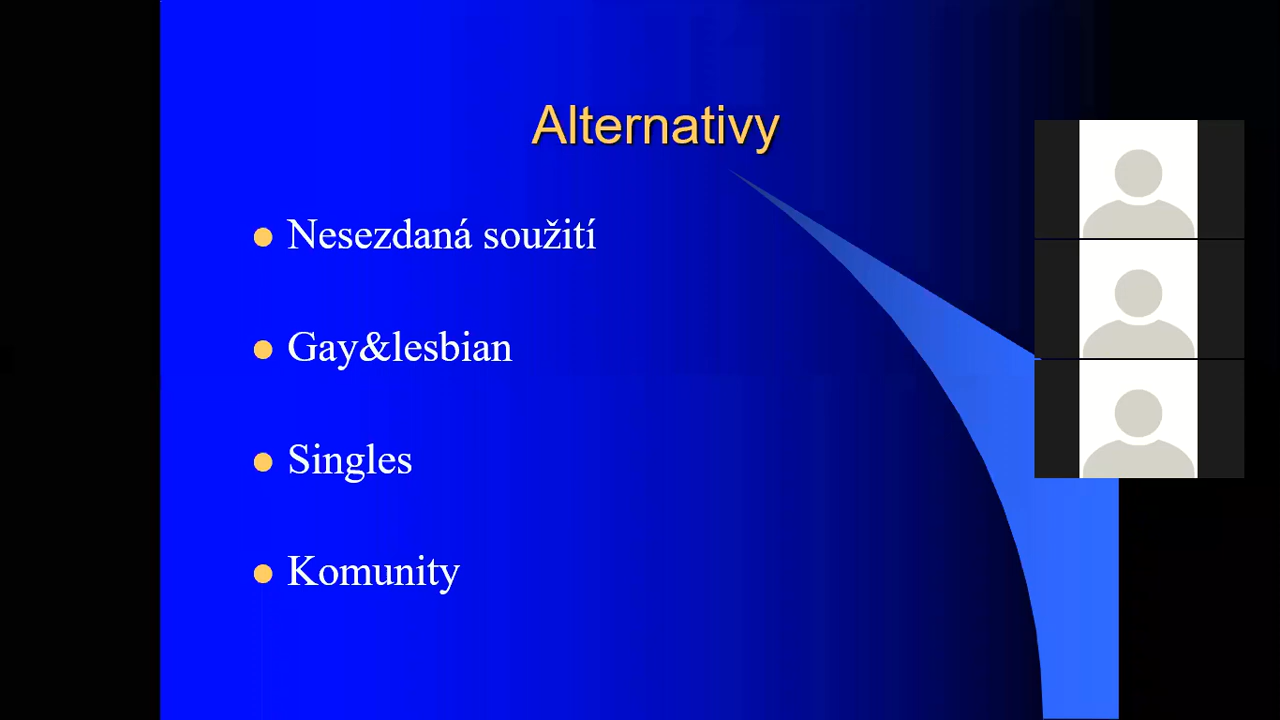 Alternativy
Nesezdaná soužití
Gay&lesbian
Singles
Komunity